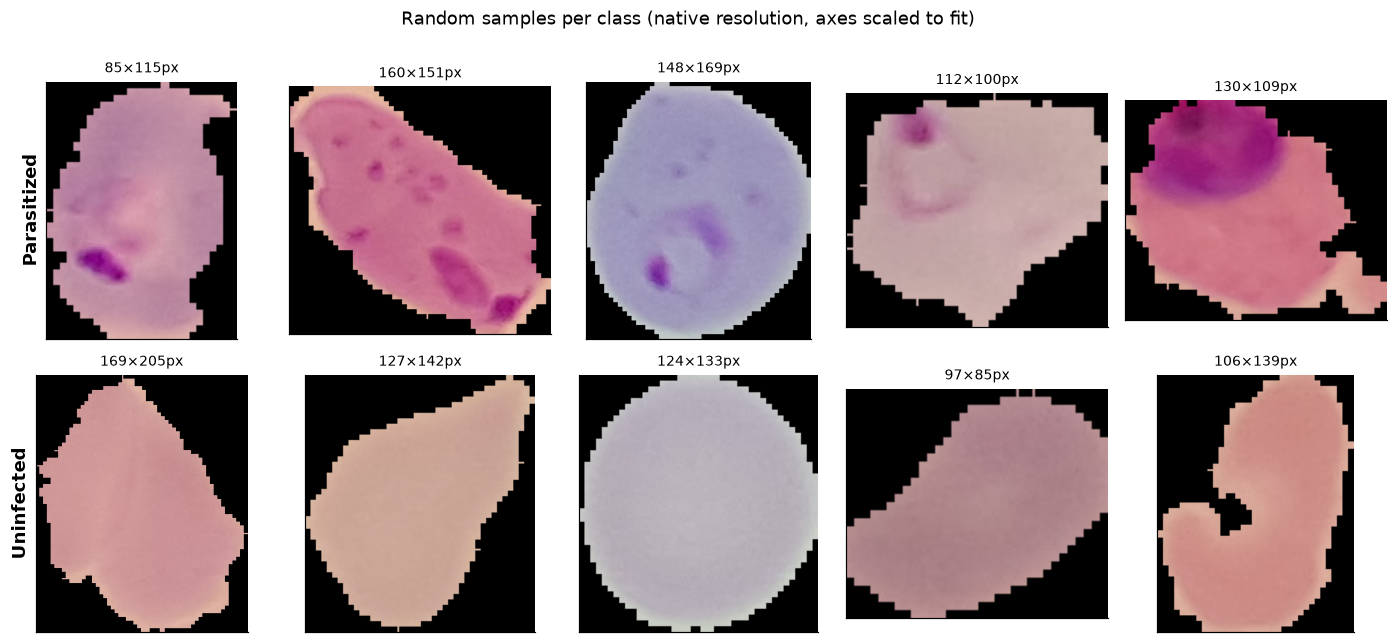 Random samples per class (native resolution, axes scaled to fit)
85×115px
160×151px
148×169px
112×100px
130×109px
Parasitized
169×205px
127×142px
124×133px
97×85px
106×139px
Uninfected